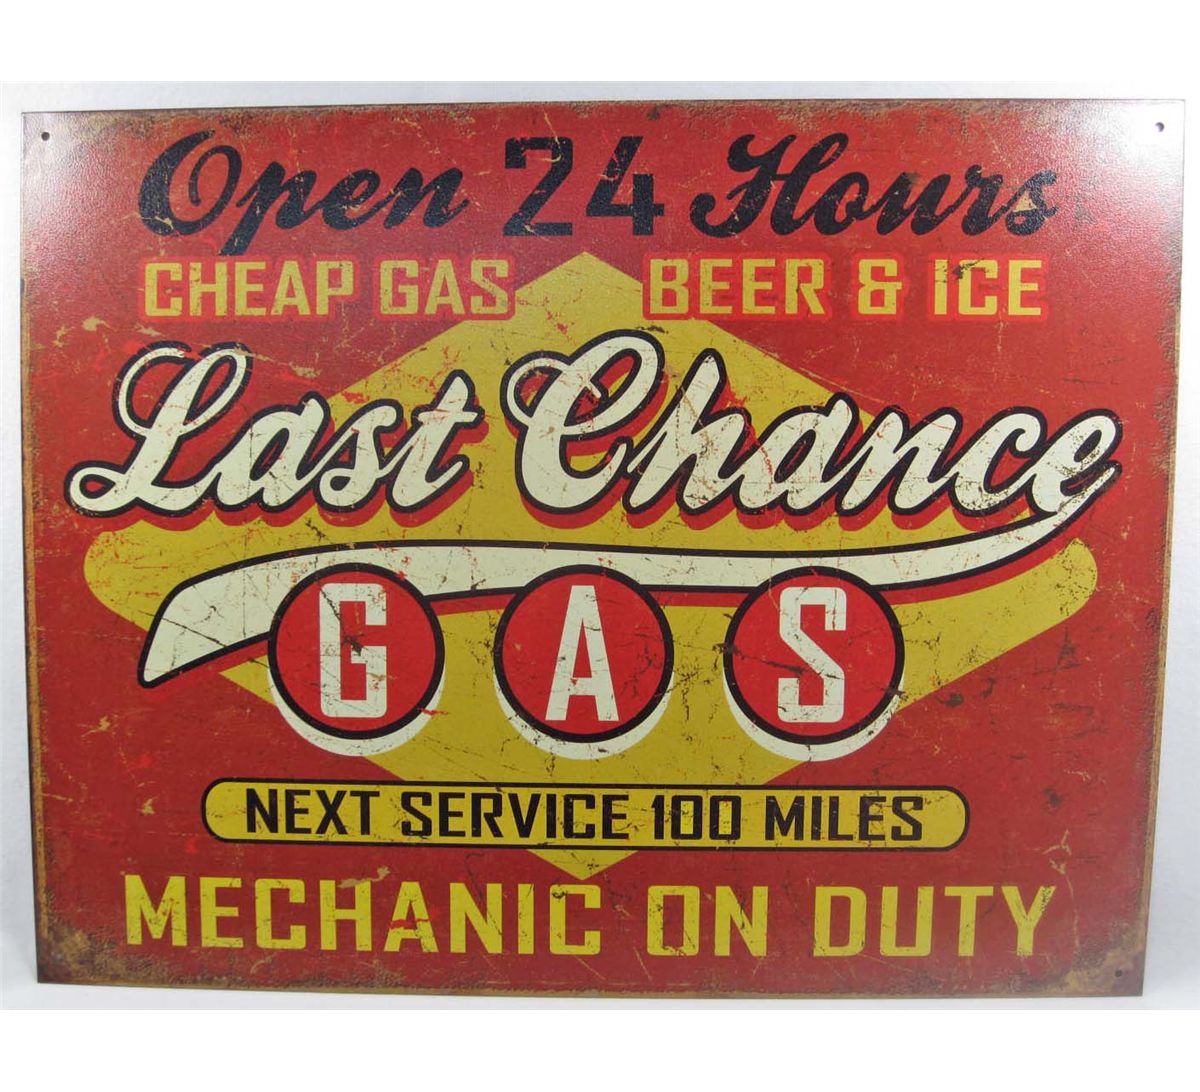 Open 24 Hours
CHEAP GAS BEER & ICE
Last Chance
GAS
NEXT SERVICE 100 MILES
MECHANIC ON DUTY